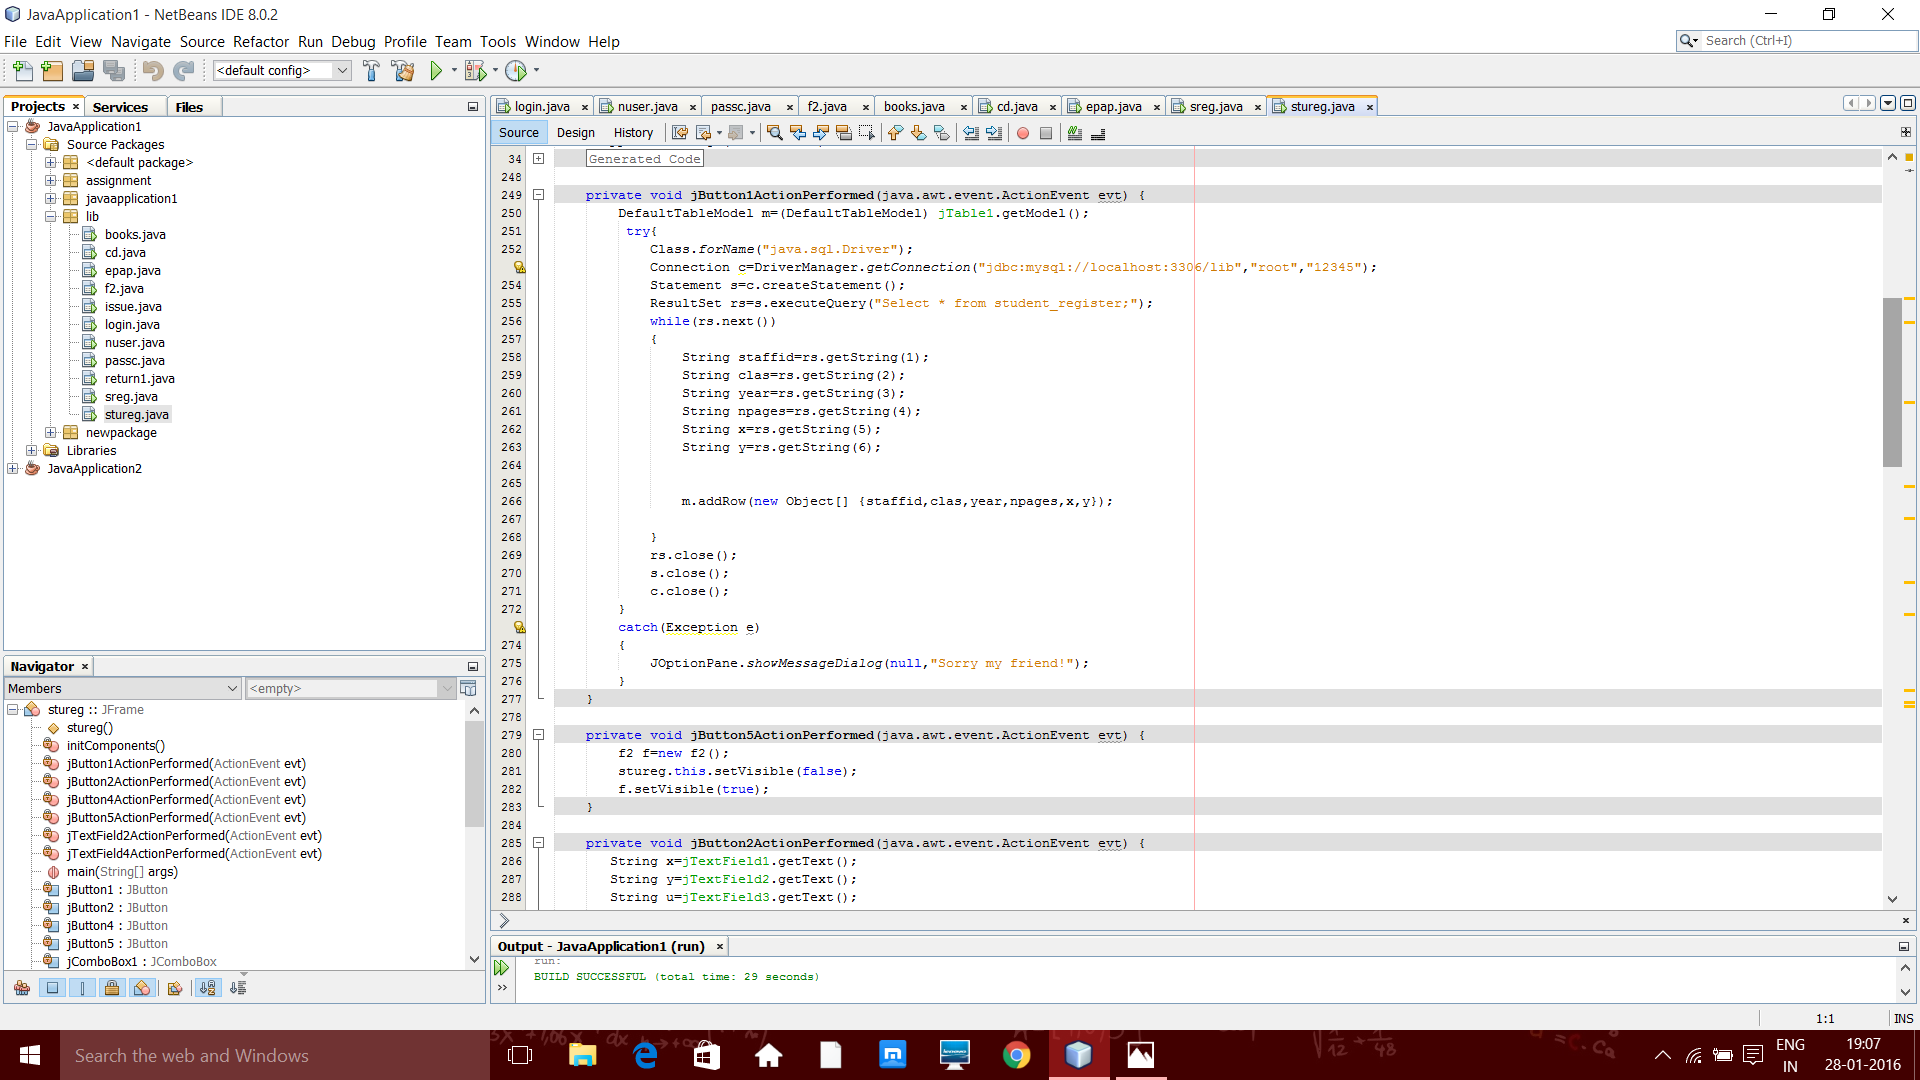 JavaApplication1 - NetBeans IDE 8.0.2
File Edit View Navigate Source Refactor Run Debug Profile Team Tools Window Help
Search (Ctrl+I)
<default config>
Projects Services Files
JavaApplication1
Source Packages
<default package>
assignment
javaapplication1
lib
books.java
cd.java
epap.java
f2.java
issue.java
login.java
nuser.java
passc.java
return1.java
sreg.java
stureg.java
newpackage
Libraries
JavaApplication2
Navigator
Members <empty>
stureg :: JFrame
stureg()
initComponents()
jButton1ActionPerformed(ActionEvent evt)
jButton2ActionPerformed(ActionEvent evt)
jButton4ActionPerformed(ActionEvent evt)
jButton5ActionPerformed(ActionEvent evt)
jTextField2ActionPerformed(ActionEvent evt)
jTextField4ActionPerformed(ActionEvent evt)
main(String[] args)
jButton1 : JButton
jButton2 : JButton
jButton4 : JButton
jButton5 : JButton
jComboBox1 : JComboBox
login.java nuser.java passc.java f2.java books.java cd.java epap.java sreg.java stureg.java
Source Design History
34 Generated Code
248
249 private void jButton1ActionPerformed(java.awt.event.ActionEvent evt) {
250 DefaultTableModel m=(DefaultTableModel) jTable1.getModel();
251 try{
252 Class.forName("java.sql.Driver");
Connection c=DriverManager.getConnection("jdbc:mysql://localhost:3306/lib","root","12345");
254 Statement s=c.createStatement();
255 ResultSet rs=s.executeQuery("Select * from student_register;");
256 while(rs.next())
257 {
258 String staffid=rs.getString(1);
259 String clas=rs.getString(2);
260 String year=rs.getString(3);
261 String npages=rs.getString(4);
262 String x=rs.getString(5);
263 String y=rs.getString(6);
264
265
266 m.addRow(new Object[] {staffid,clas,year,npages,x,y});
267
268 }
269 rs.close();
270 s.close();
271 c.close();
272 }
catch(Exception e)
274 {
275 JOptionPane.showMessageDialog(null,"Sorry my friend!");
276 }
277 }
278
279 private void jButton5ActionPerformed(java.awt.event.ActionEvent evt) {
280 f2 f=new f2();
281 stureg.this.setVisible(false);
282 f.setVisible(true);
283 }
284
285 private void jButton2ActionPerformed(java.awt.event.ActionEvent evt) {
286 String x=jTextField1.getText();
287 String y=jTextField2.getText();
288 String u=jTextField3.getText();
Output - JavaApplication1 (run)
run:
BUILD SUCCESSFUL (total time: 29 seconds)
1:1 INS
Search the web and Windows
ENG
IN
19:07
28-01-2016